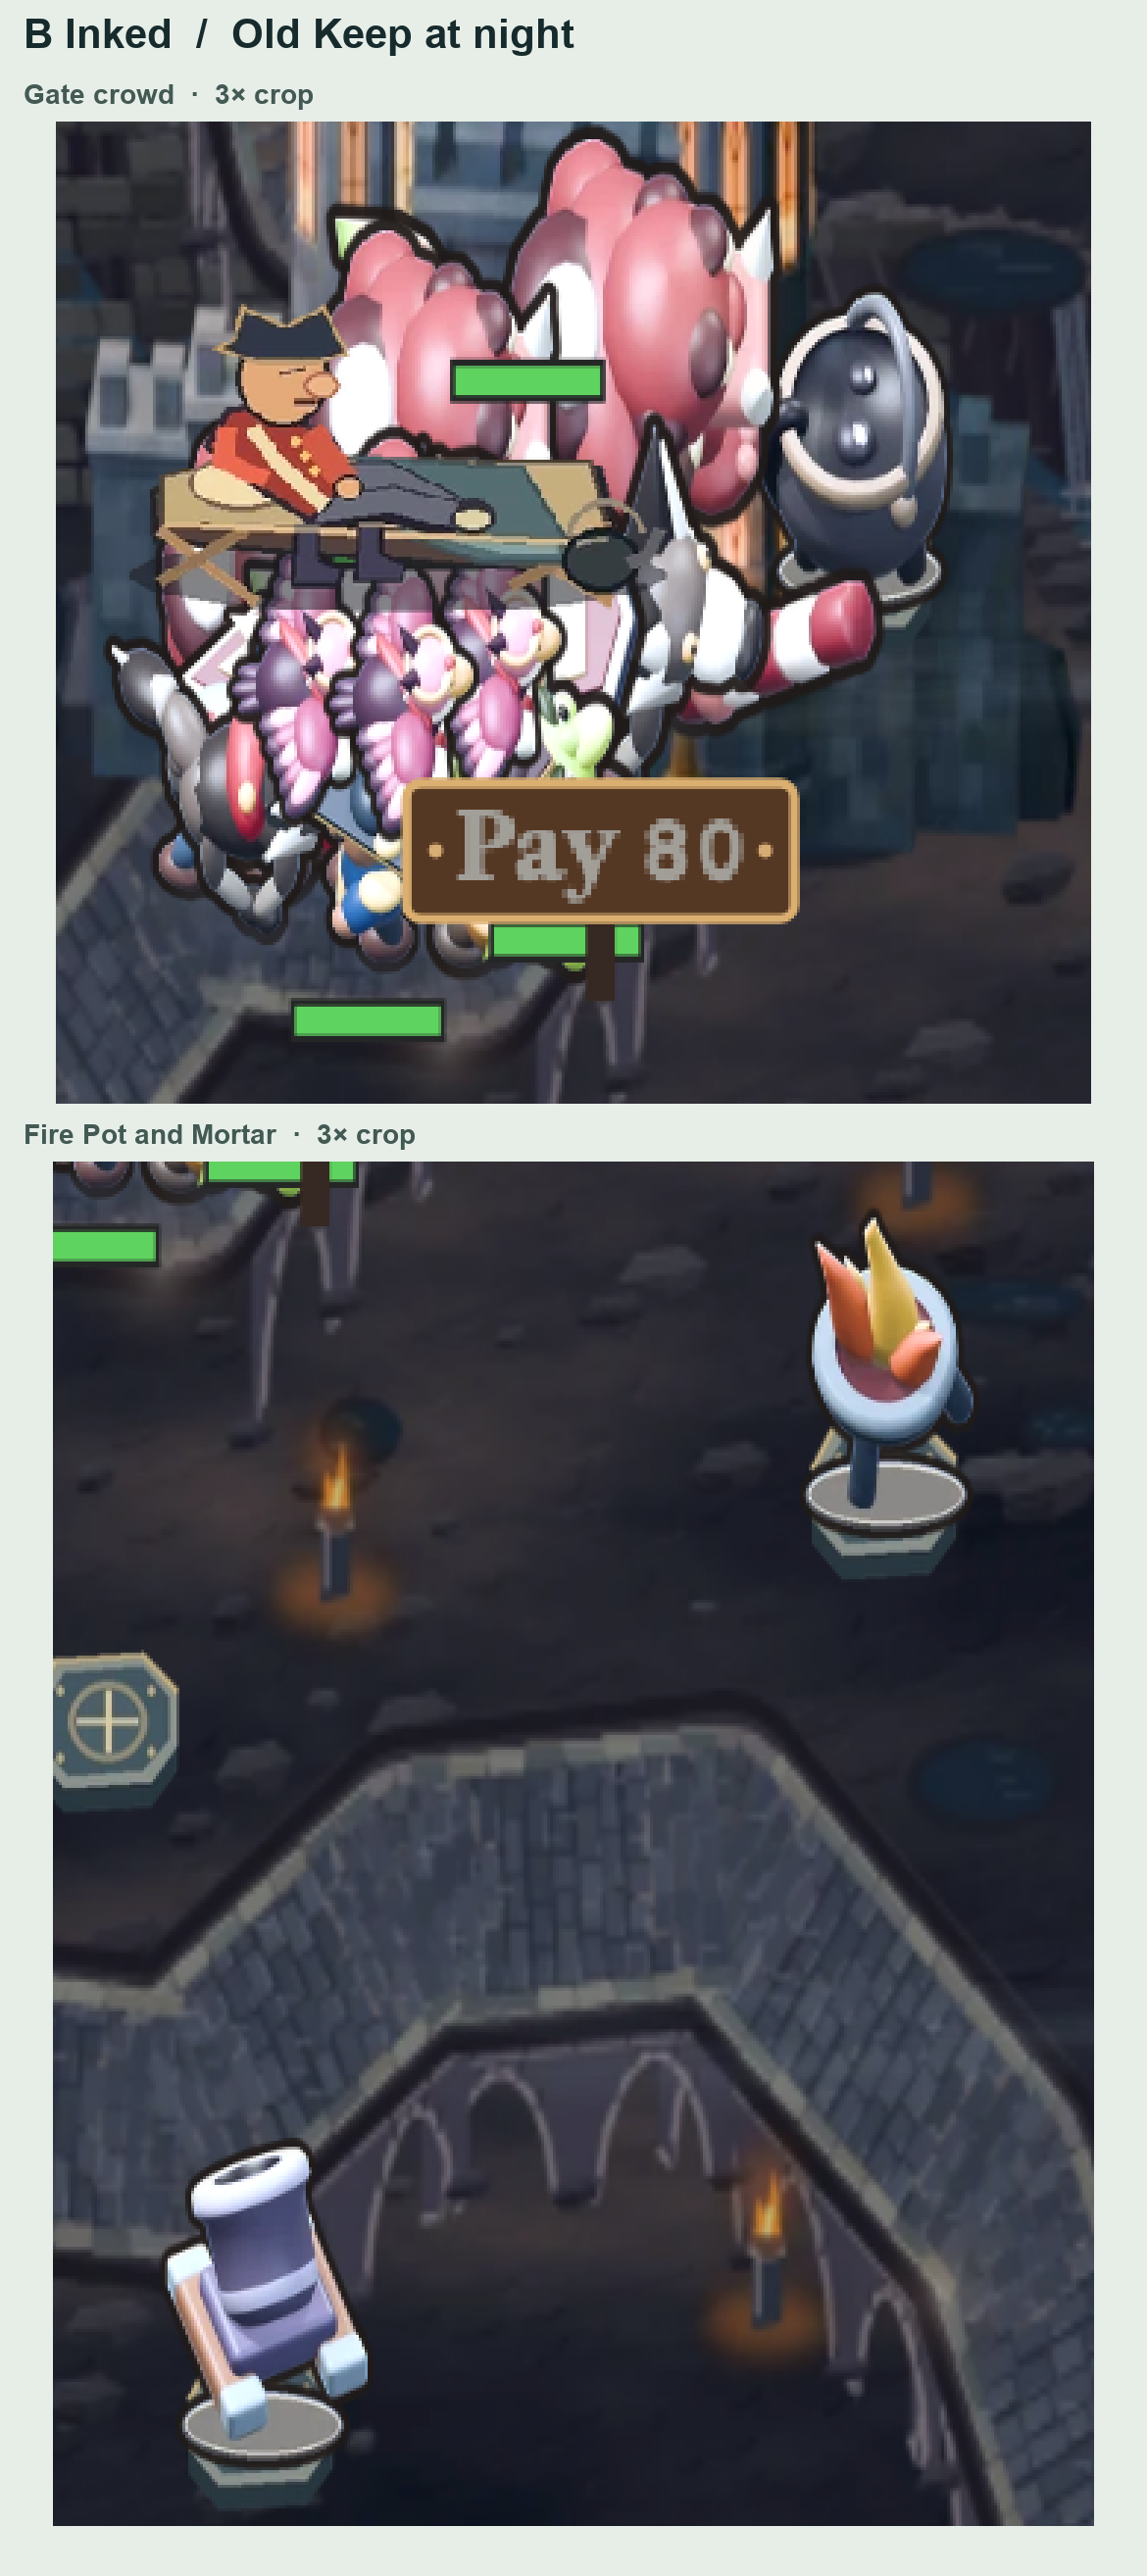 B Inked / Old Keep at night
Gate crowd · 3× crop
Pay 80
Fire Pot and Mortar · 3× crop